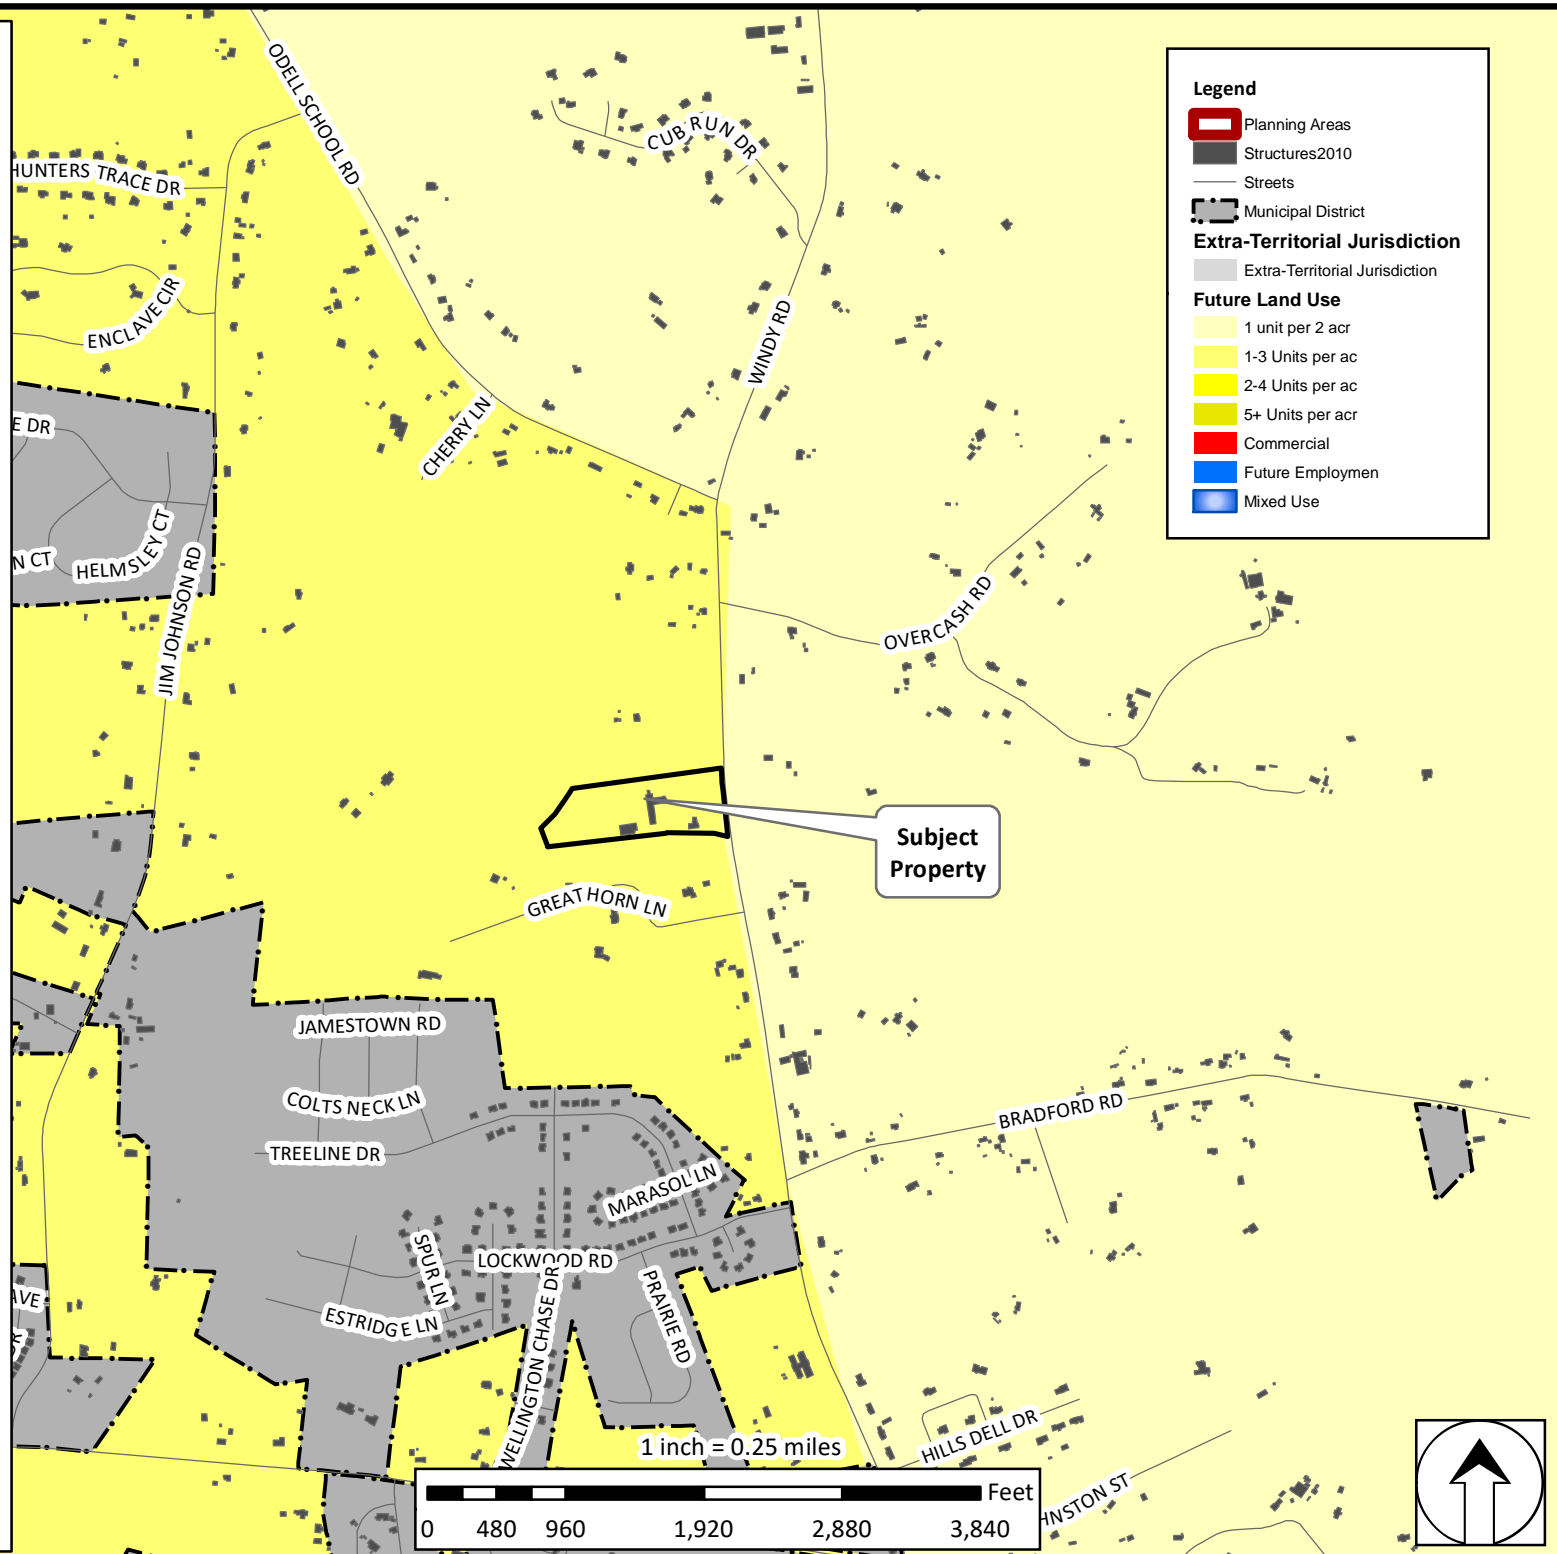 Legend
Planning Areas
Structures2010
Streets
Municipal District
Extra-Territorial Jurisdiction
Extra-Territorial Jurisdiction
Future Land Use
1 unit per 2 acr
1-3 Units per ac
2-4 Units per ac
5+ Units per acr
Commercial
Future Employmen
Mixed Use
ODELL SCHOOL RD
CUB RUN DR
HUNTERS TRACE DR
ENCLAVE CIR
WINDY RD
CHERRY LN
E DR
HELMSLEY CT
N CT
JIM JOHNSON RD
OVERCASH RD
Subject
Property
GREATHORN LN
JAMESTOWN RD
COLTS NECK LN
TREELINE DR
BRADFORD RD
MARASOL LN
SPUR LN
LOCKWOOD RD
AVE
DR
ESTRIDGE LN
WELLINGTON CHASE DR
PRAIRIE RD
HILLS DELL DR
HNSTON ST
1 inch = 0.25 miles
Feet
0 480 960 1,920 2,880 3,840